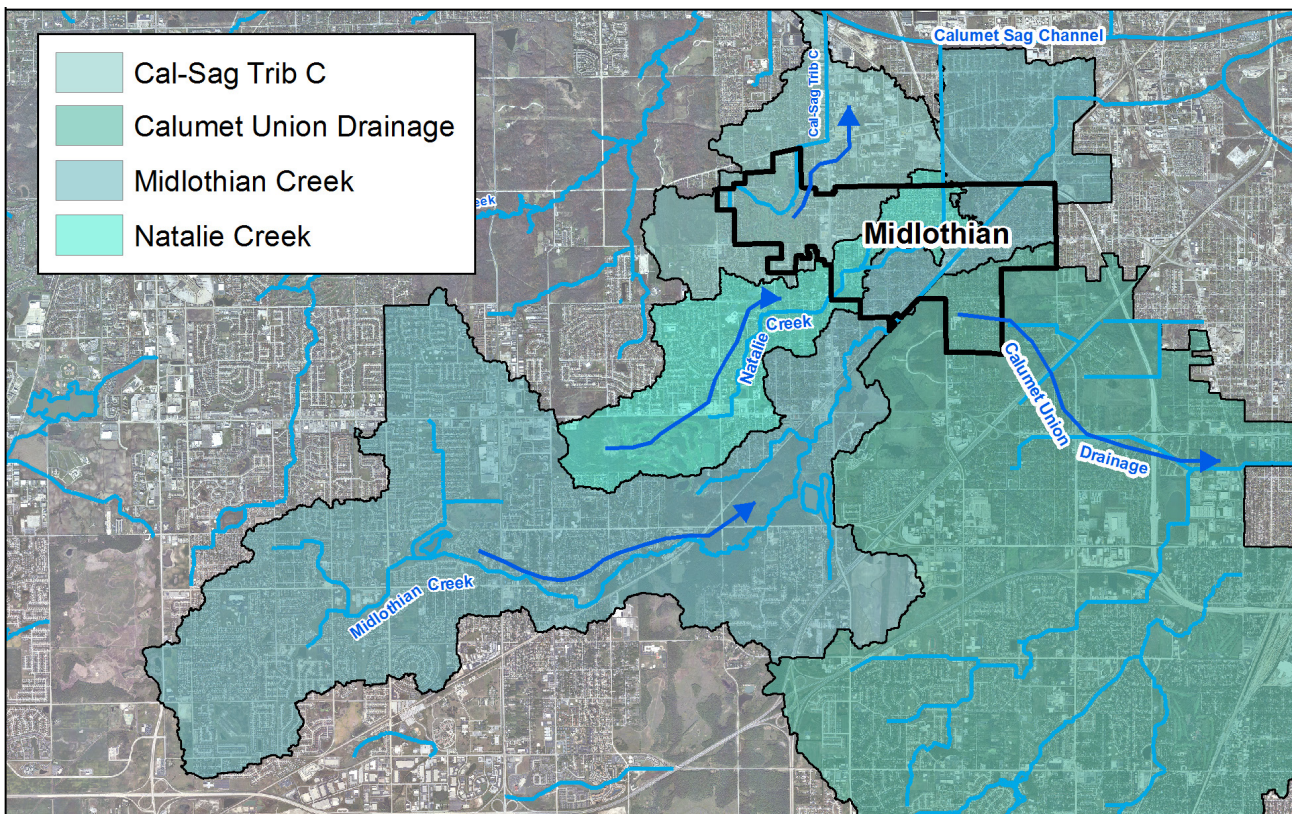 Cal-Sag Trib C
Calumet Union Drainage
Midlothian Creek
Natalie Creek
Calumet Sag Channel
Cal-Sag Trib C
eek
Midlothian
Natalie Creek
Calumet Union Drainage
Midlothian Creek